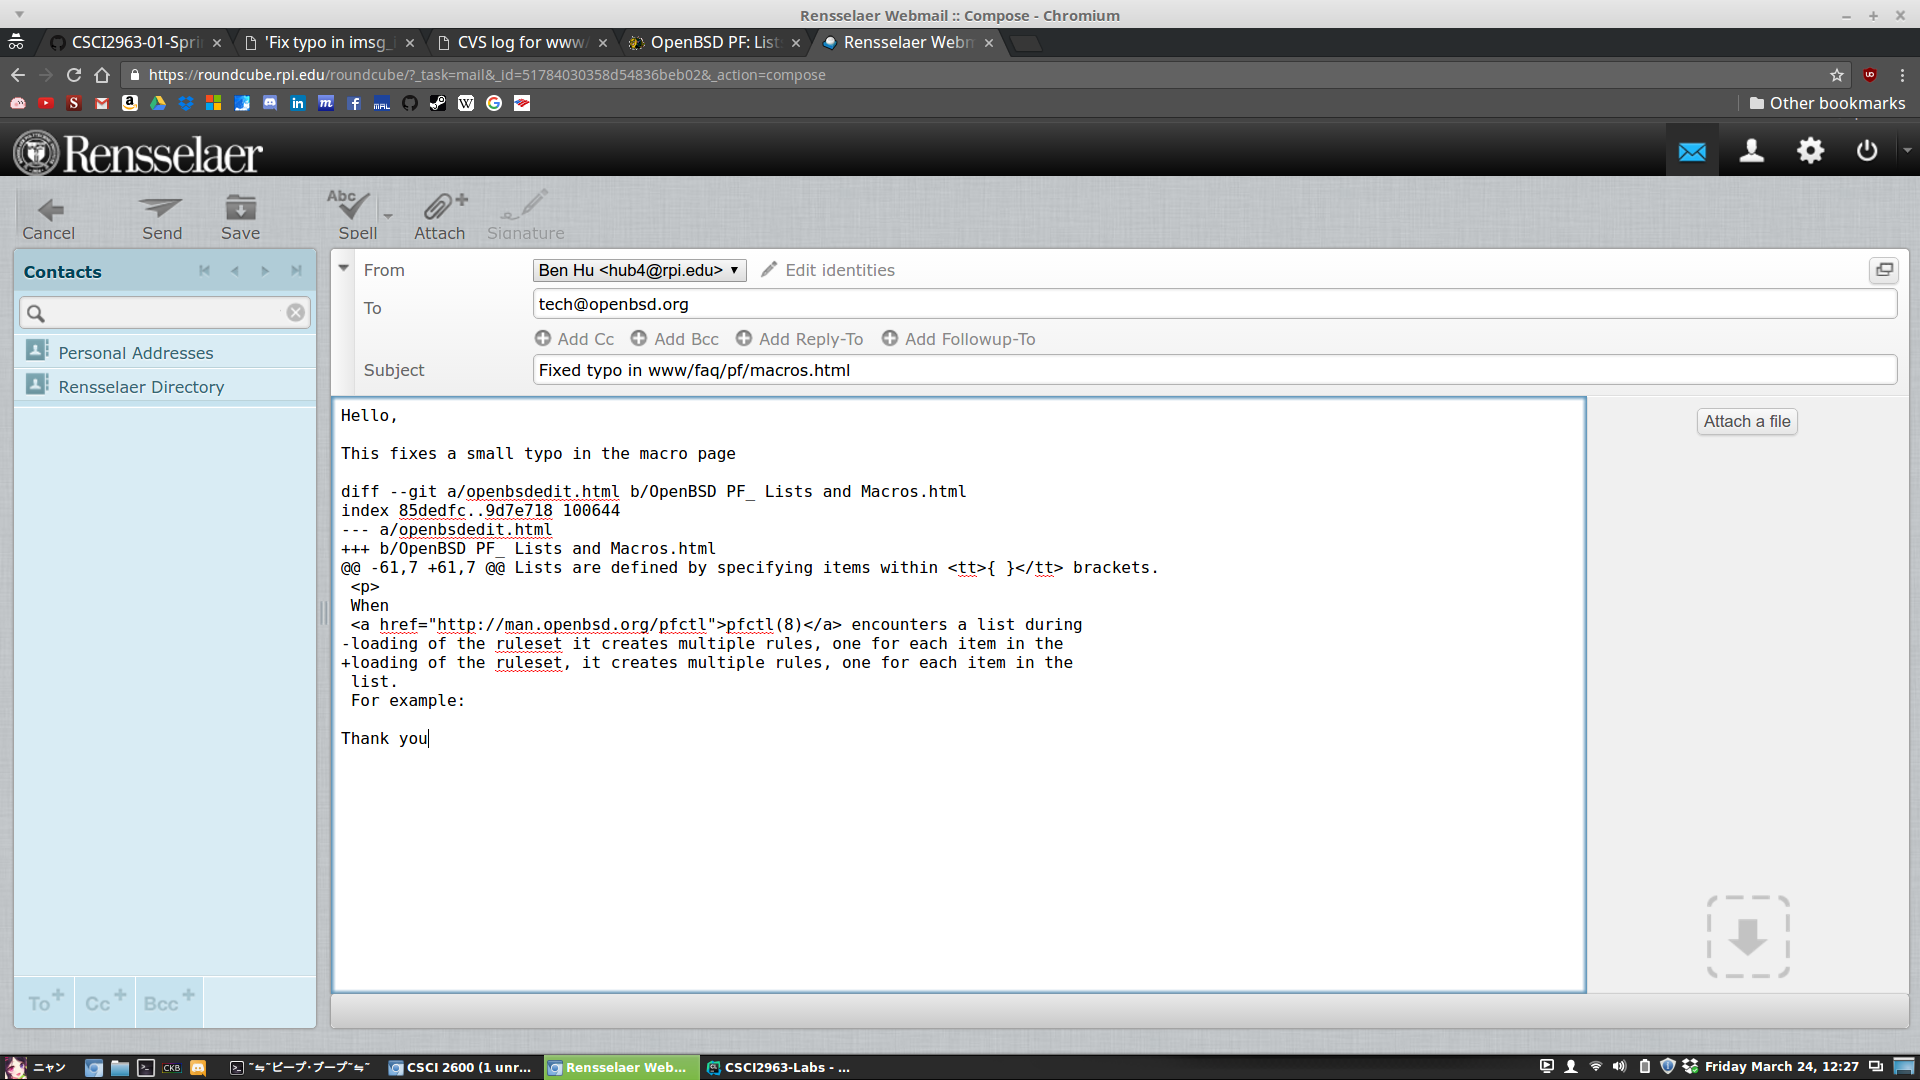 Rensselaer Webmail :: Compose - Chromium
CSCI2963-01-Spri
'Fix typo in imsg_
CVS log for www
OpenBSD PF: List
Rensselaer Webm
https://roundcube.rpi.edu/roundcube/?_task=mail&_id=51784030358d54836beb02&_action=compose
Other bookmarks
Rensselaer
Cancel
Send
Save
Abc
Spell
Attach
Signature
Contacts
Personal Addresses
Rensselaer Directory
To
Cc
Bcc
From
Ben Hu <hub4@rpi.edu>
Edit identities
To
tech@openbsd.org
Add Cc
Add Bcc
Add Reply-To
Add Followup-To
Subject
Fixed typo in www/faq/pf/macros.html
Hello,
This fixes a small typo in the macro page
diff --git a/openbsdedit.html b/OpenBSD PF_ Lists and Macros.html
index 85dedfc..9d7e718 100644
--- a/openbsdedit.html
+++ b/OpenBSD PF_ Lists and Macros.html
@@ -61,7 +61,7 @@ Lists are defined by specifying items within <tt>{ }</tt> brackets.
 <p>
 When
 <a href="http://man.openbsd.org/pfctl">pfctl(8)</a> encounters a list during
-loading of the ruleset it creates multiple rules, one for each item in the
+loading of the ruleset, it creates multiple rules, one for each item in the
 list.
 For example:
Thank you
Attach a file
ニャン
CKB
~⇋~ビープ・ブープ~⇋~
CSCI 2600 (1 unr...
Rensselaer Web...
CSCI2963-Labs - ...
Friday March 24, 12:27